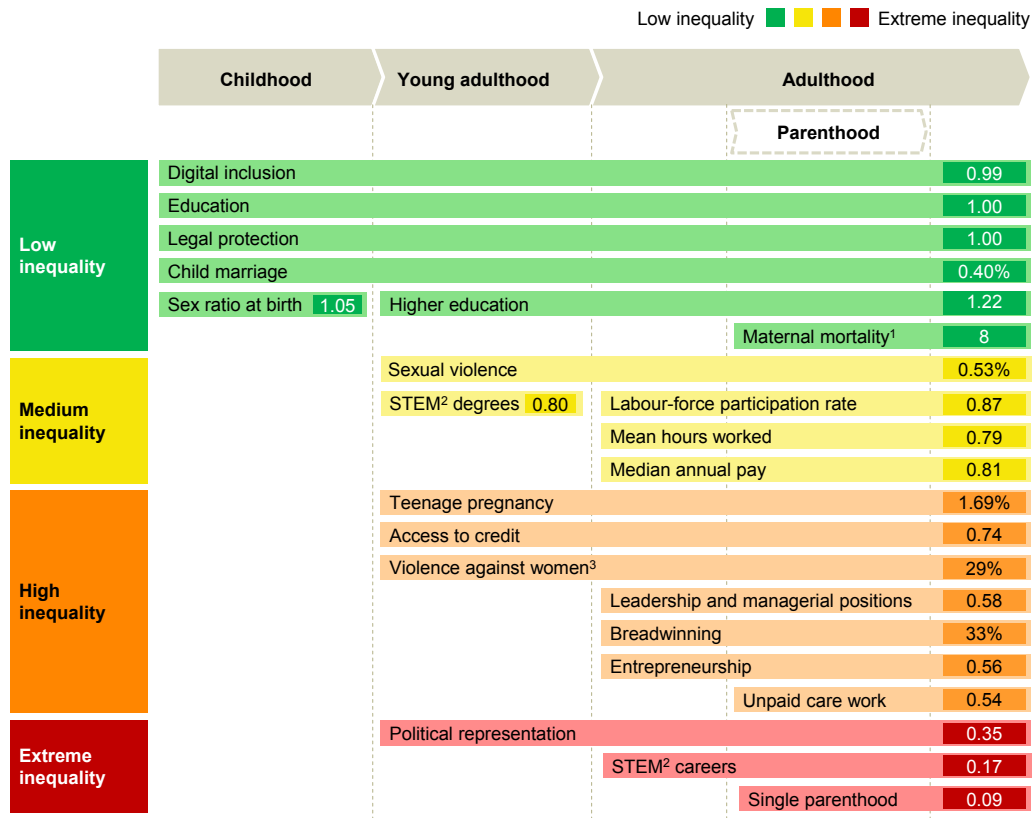 Low inequality Extreme inequality
Childhood Young adulthood Adulthood
Parenthood
Low
inequality
Digital inclusion 0.99
Education 1.00
Legal protection 1.00
Child marriage 0.40%
Sex ratio at birth 1.05 Higher education 1.22
Maternal mortality¹ 8
Medium
inequality
Sexual violence 0.53%
STEM² degrees 0.80 Labour-force participation rate 0.87
Mean hours worked 0.79
Median annual pay 0.81
High
inequality
Teenage pregnancy 1.69%
Access to credit 0.74
Violence against women³ 29%
Leadership and managerial positions 0.58
Breadwinning 33%
Entrepreneurship 0.56
Unpaid care work 0.54
Extreme
inequality
Political representation 0.35
STEM² careers 0.17
Single parenthood 0.09